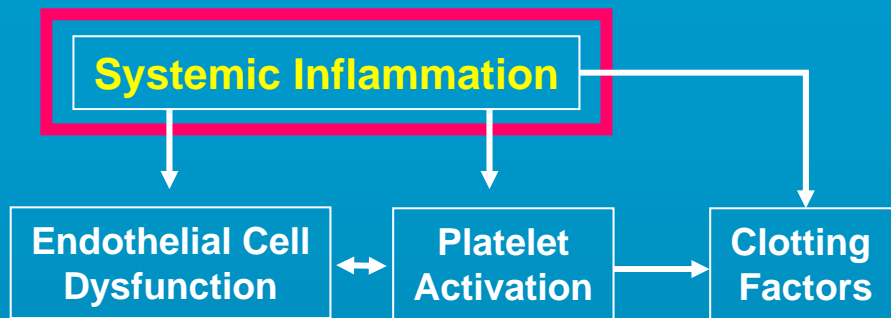 Systemic Inflammation
Endothelial Cell
Dysfunction
Platelet
Activation
Clotting
Factors